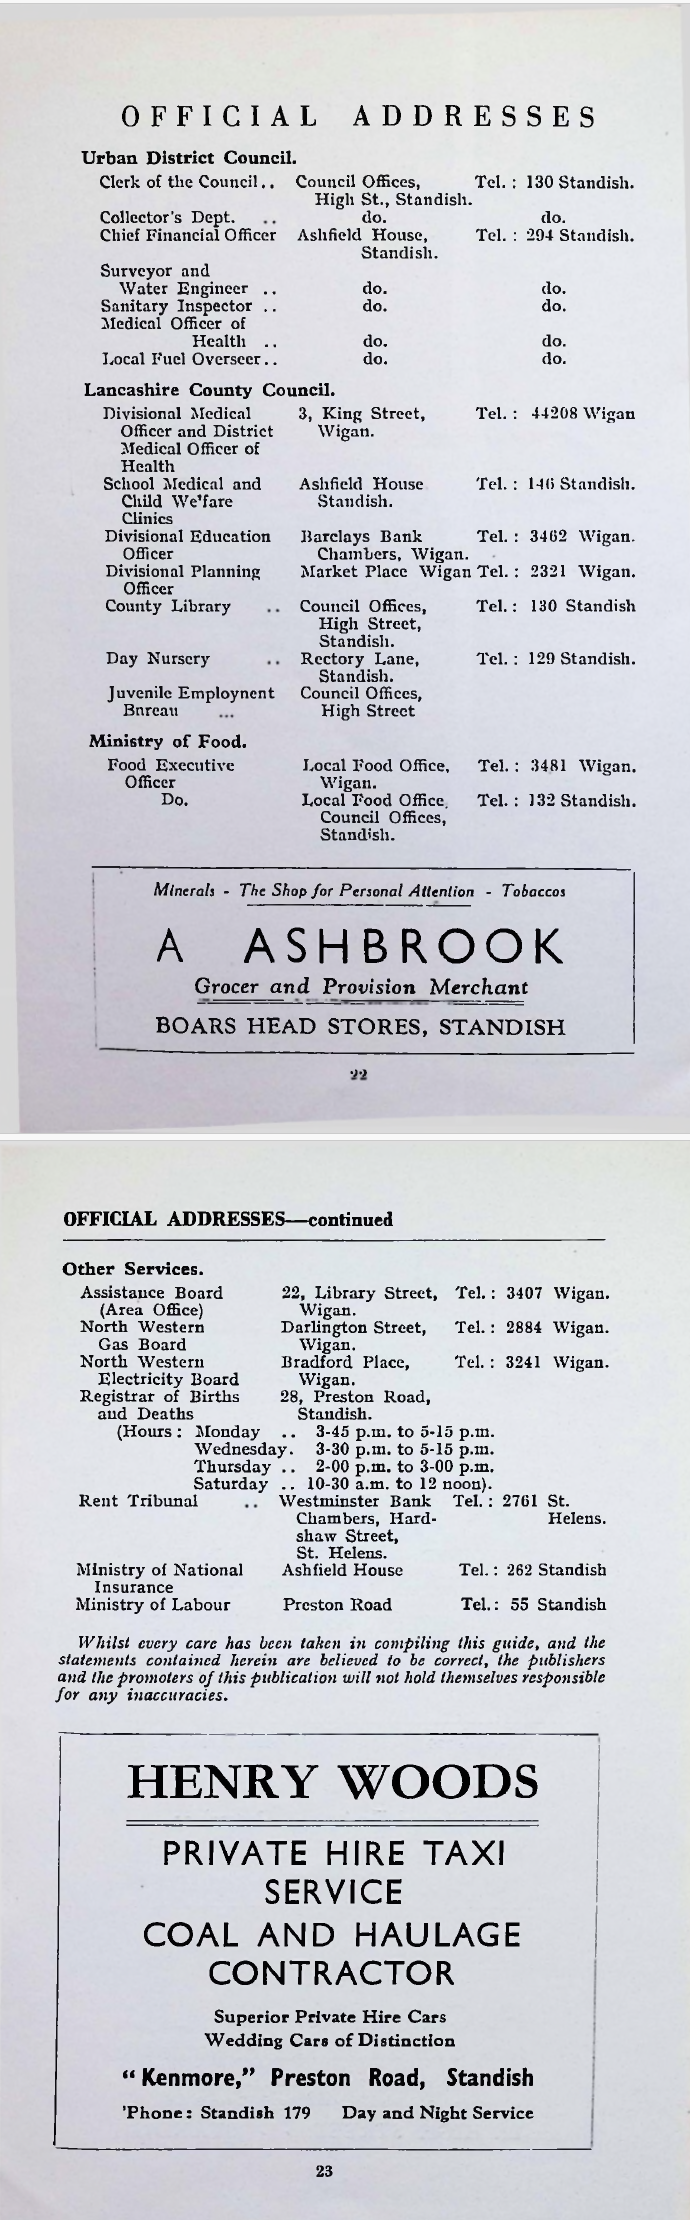 OFFICIAL ADDRESSES
Urban District Council.
Clerk of the Council.. Council Offices, Tel. : 130 Standish.
High St., Standish.
Collector's Dept. .. do. do.
Chief Financial Officer Ashfield House, Tel. : 294 Standish.
Standish.
Surveyor and
Water Engineer .. do. do.
Sanitary Inspector .. do. do.
Medical Officer of
Health .. do. do.
Local Fuel Overseer.. do. do.
Lancashire County Council.
Divisional Medical 3, King Street, Tel. : 44208 Wigan
Officer and District Wigan.
Medical Officer of
Health
School Medical and Ashfield House Tel. : 146 Standish.
Child We'fare Standish.
Clinics
Divisional Education Barclays Bank Tel. : 3462 Wigan.
Officer Chambers, Wigan.
Divisional Planning Market Place Wigan Tel. : 2321 Wigan.
Officer
County Library .. Council Offices, Tel. : 130 Standish
High Street,
Standish.
Day Nursery .. Rectory Lane, Tel. : 129 Standish.
Standish.
Juvenile Employnent Council Offices,
Bnreau ... High Street
Ministry of Food.
Food Executive Local Food Office, Tel. : 3481 Wigan.
Officer Wigan.
Do. Local Food Office, Tel. : 132 Standish.
Council Offices,
Standish.
Minerals - The Shop for Personal Attention - Tobaccos
A ASHBROOK
Grocer and Provision Merchant
BOARS HEAD STORES, STANDISH
22
OFFICIAL ADDRESSES—continued
Other Services.
Assistance Board 22, Library Street, Tel. : 3407 Wigan.
(Area Office) Wigan.
North Western Darlington Street, Tel. : 2884 Wigan.
Gas Board Wigan.
North Western Bradford Place, Tel. : 3241 Wigan.
Electricity Board Wigan.
Registrar of Births 28, Preston Road,
and Deaths Standish.
(Hours : Monday .. 3-45 p.m. to 5-15 p.m.
Wednesday. 3-30 p.m. to 5-15 p.m.
Thursday .. 2-00 p.m. to 3-00 p.m.
Saturday .. 10-30 a.m. to 12 noon).
Rent Tribunal .. Westminster Bank Tel. : 2761 St.
Chambers, Hard- Helens.
shaw Street,
St. Helens.
Ministry of National Ashfield House Tel. : 262 Standish
Insurance
Ministry of Labour Preston Road Tel. : 55 Standish
Whilst every care has been taken in compiling this guide, and the
statements contained herein are believed to be correct, the publishers
and the promoters of this publication will not hold themselves responsible
for any inaccuracies.
HENRY WOODS
PRIVATE HIRE TAXI
SERVICE
COAL AND HAULAGE
CONTRACTOR
Superior Private Hire Cars
Wedding Cars of Distinction
"Kenmore," Preston Road, Standish
'Phone : Standish 179 Day and Night Service
23